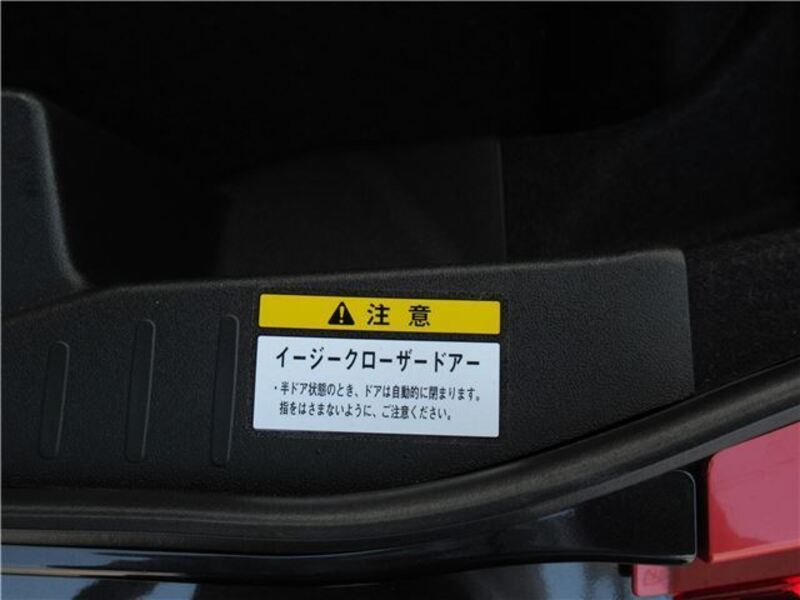 注意
イージークローザードアー
・半ドア状態のとき、ドアは自動的に閉まります。
指をはさまないように、ご注意ください。